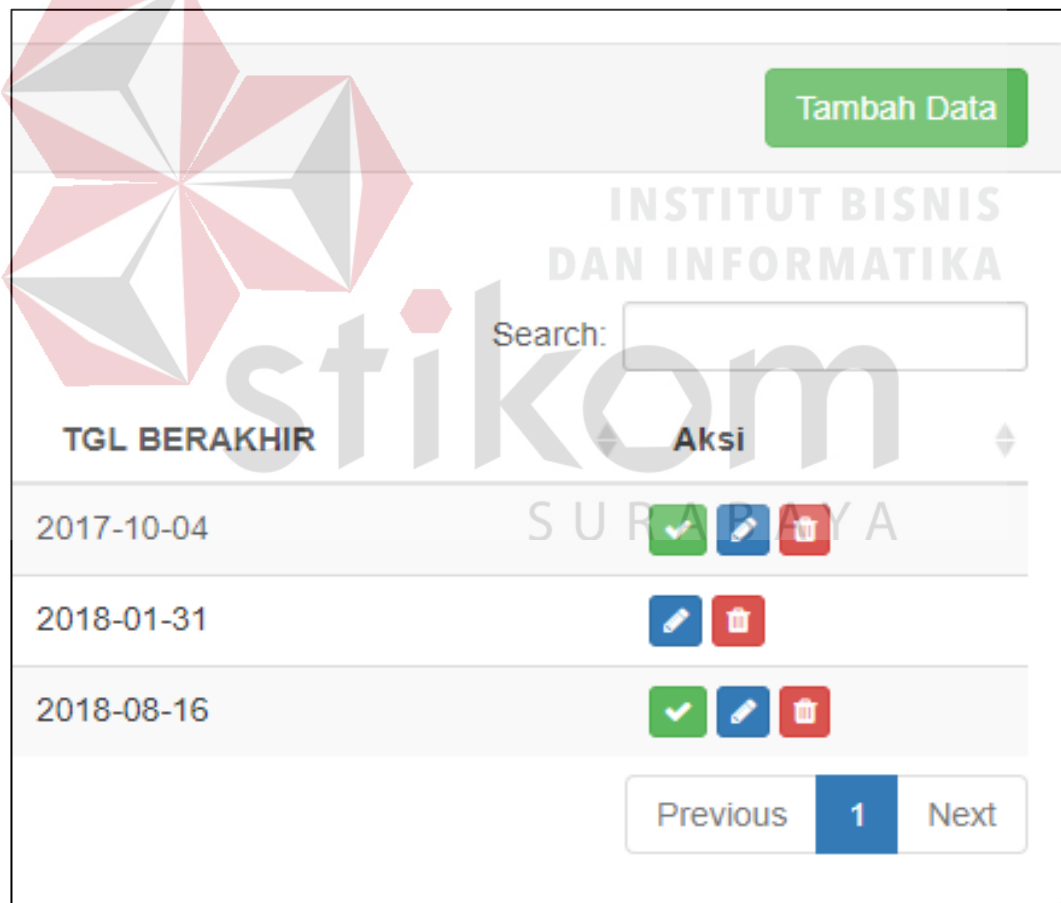 Tambah Data
INSTITUT BISNIS
DAN INFORMATIKA
Search:
stikom
TGL BERAKHIR Aksi
2017-10-04
SURABAYA
2018-01-31
2018-08-16
Previous 1 Next